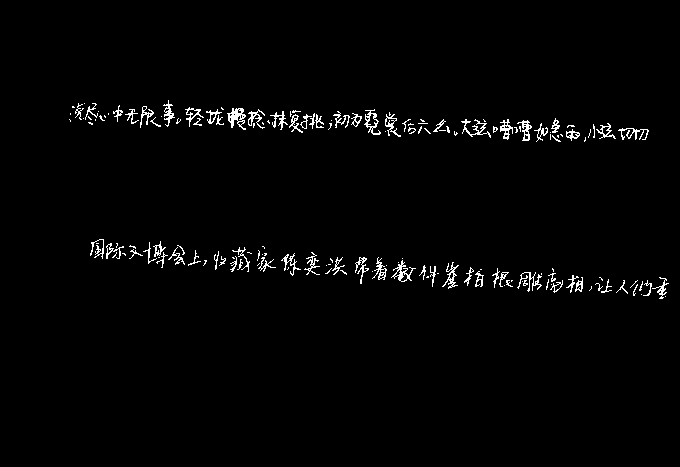 说尽心中无限事。轻拢慢捻抹复挑,初为霓裳后六幺。大弦嘈嘈如急雨,小弦切切
国际文博会上,收藏家陈奕淡带着数件崖柏根雕亮相,让人们重